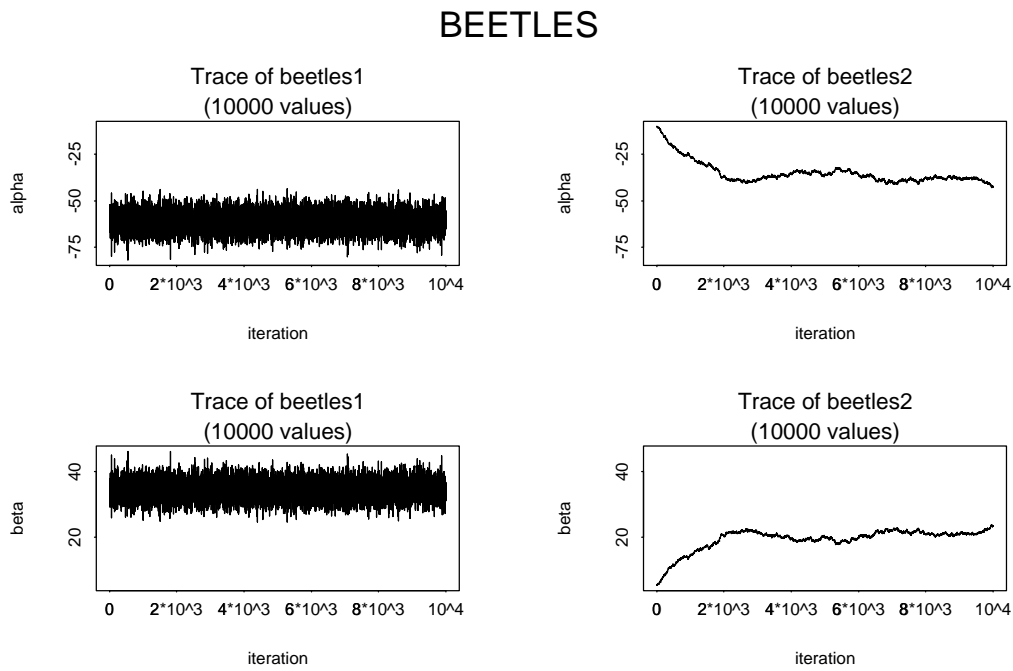 BEETLES
Trace of beetles1
(10000 values)
alpha
-25
-50
-75
0 2*10^3 4*10^3 6*10^3 8*10^3 10^4
iteration
Trace of beetles2
(10000 values)
alpha
-25
-50
-75
0 2*10^3 4*10^3 6*10^3 8*10^3 10^4
iteration
Trace of beetles1
(10000 values)
beta
40
20
0 2*10^3 4*10^3 6*10^3 8*10^3 10^4
iteration
Trace of beetles2
(10000 values)
beta
40
20
0 2*10^3 4*10^3 6*10^3 8*10^3 10^4
iteration